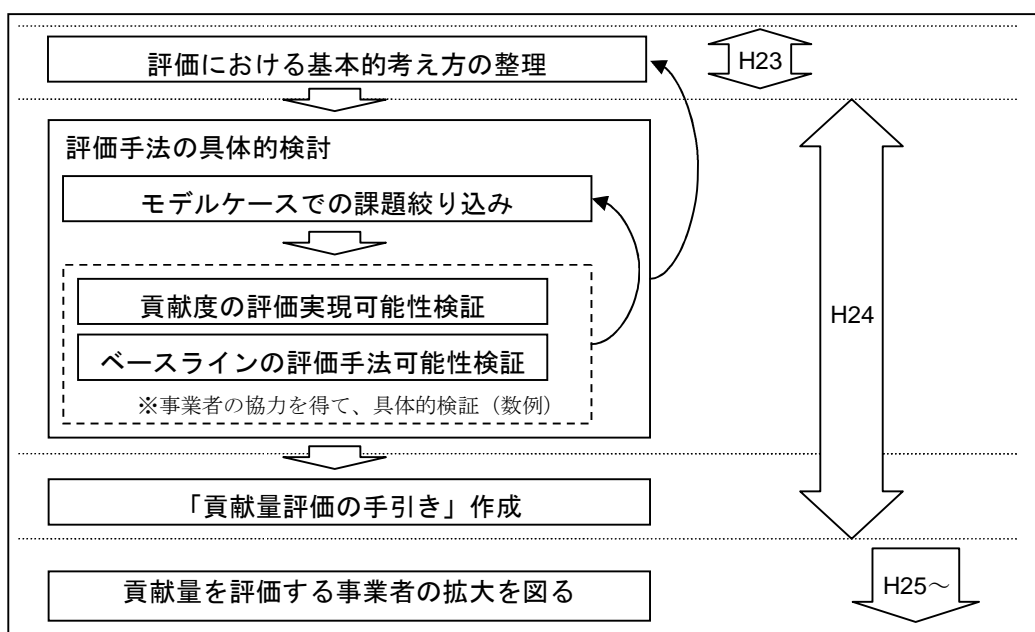 評価における基本的考え方の整理
H23
評価手法の具体的検討
モデルケースでの課題絞り込み
貢献度の評価実現可能性検証
ベースラインの評価手法可能性検証
※事業者の協力を得て、具体的検証（数例）
H24
「貢献量評価の手引き」作成
貢献量を評価する事業者の拡大を図る
H25～